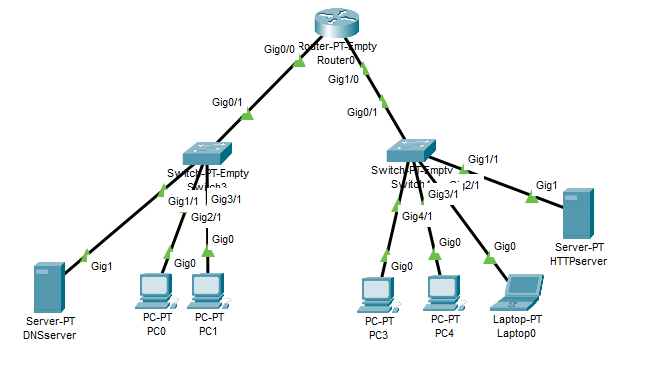 Router-PT-Empty
Router0
Gig0/0
Gig1/0
Gig0/1
Gig0/1
Switch-PT-Empty
Switch3
Switch-PT-Empty
Gig1/1
Gig2/1
Gig3/1
Gig1/1
Gig2/1
Gig3/1
Gig4/1
Gig1
Gig1
Gig0
Gig0
Gig0
Gig0
Gig0
Server-PT
HTTPserver
Server-PT
DNSserver
PC-PT
PC0
PC-PT
PC1
PC-PT
PC3
PC-PT
PC4
Laptop-PT
Laptop0